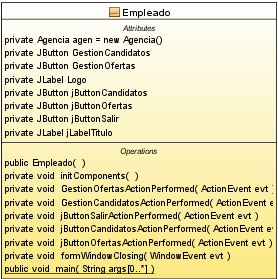 Empleado
Attributes
private Agencia agen = new Agencia()
private JButton GestionCandidatos
private JButton GestionOfertas
private JLabel Logo
private JButton jButtonCandidatos
private JButton jButtonOfertas
private JButton jButtonSalir
private JLabel jLabelTitulo
Operations
public Empleado( )
private void initComponents( )
private void GestionOfertasActionPerformed( ActionEvent evt )
private void GestionCandidatosActionPerformed( ActionEvent e
private void jButtonSalirActionPerformed( ActionEvent evt )
private void jButtonCandidatosActionPerformed( ActionEvent ev
private void jButtonOfertasActionPerformed( ActionEvent evt )
private void formWindowClosing( WindowEvent evt )
public void main( String args[0..*] )